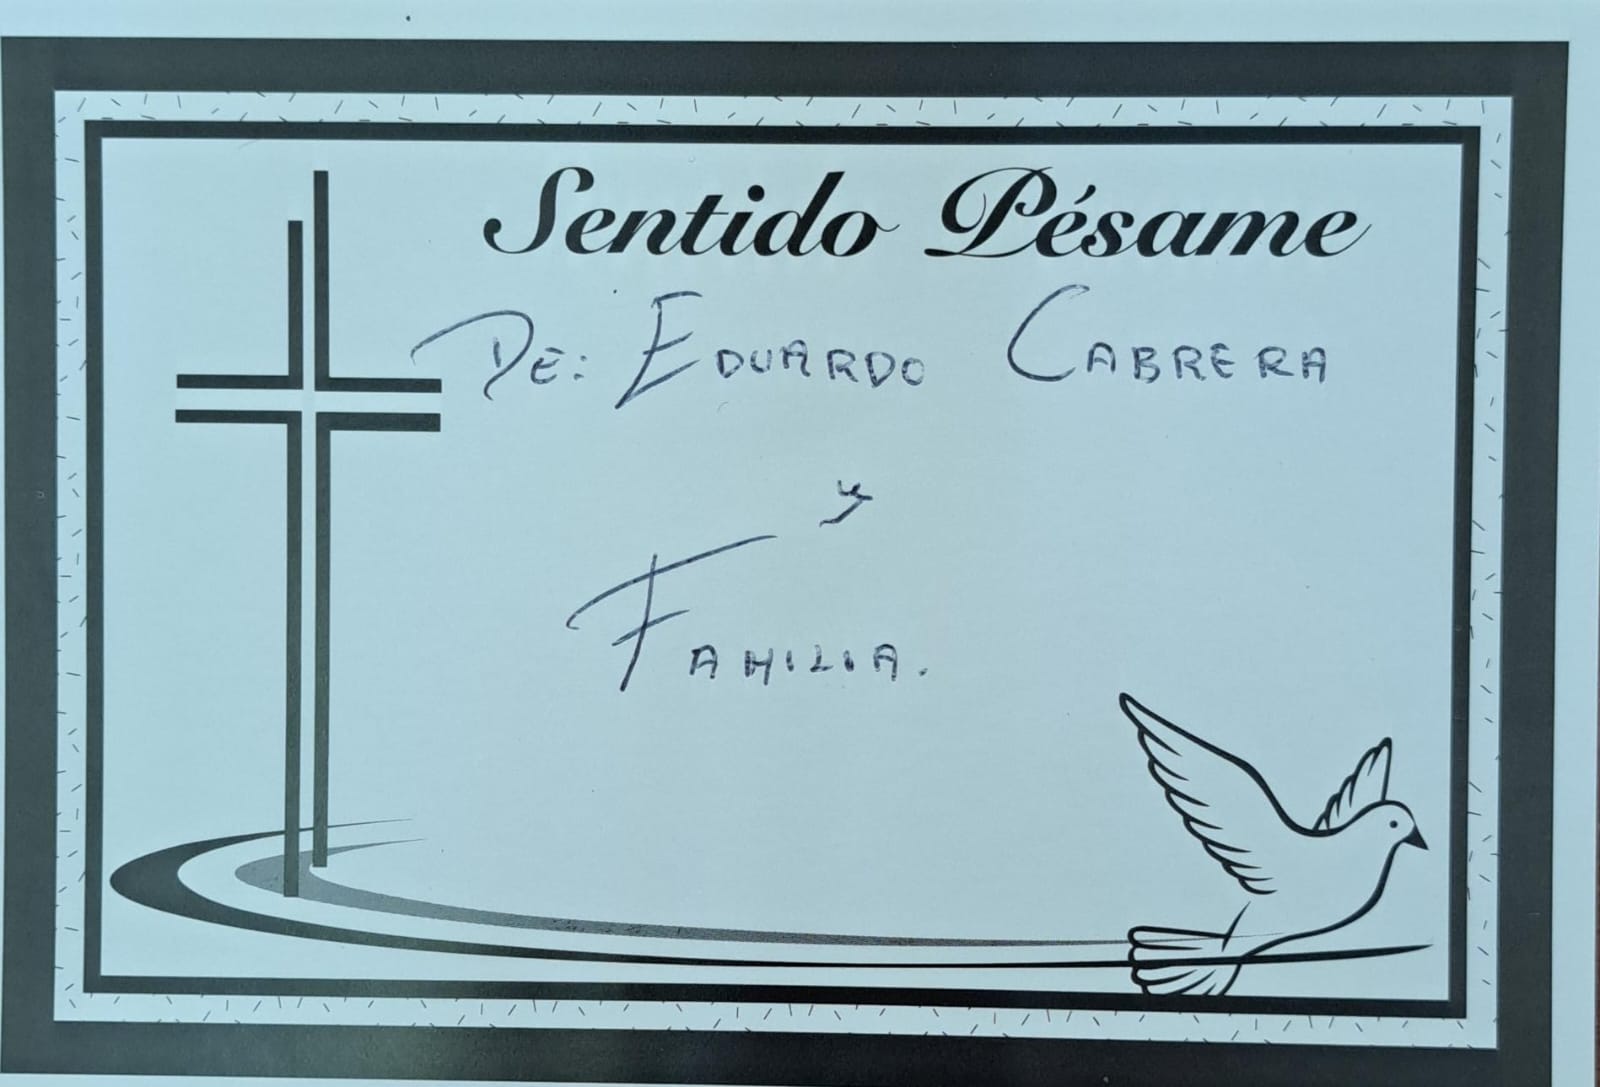 Sentido Pésame
DE: EDUARDO CABRERA
y
FAMILIA.